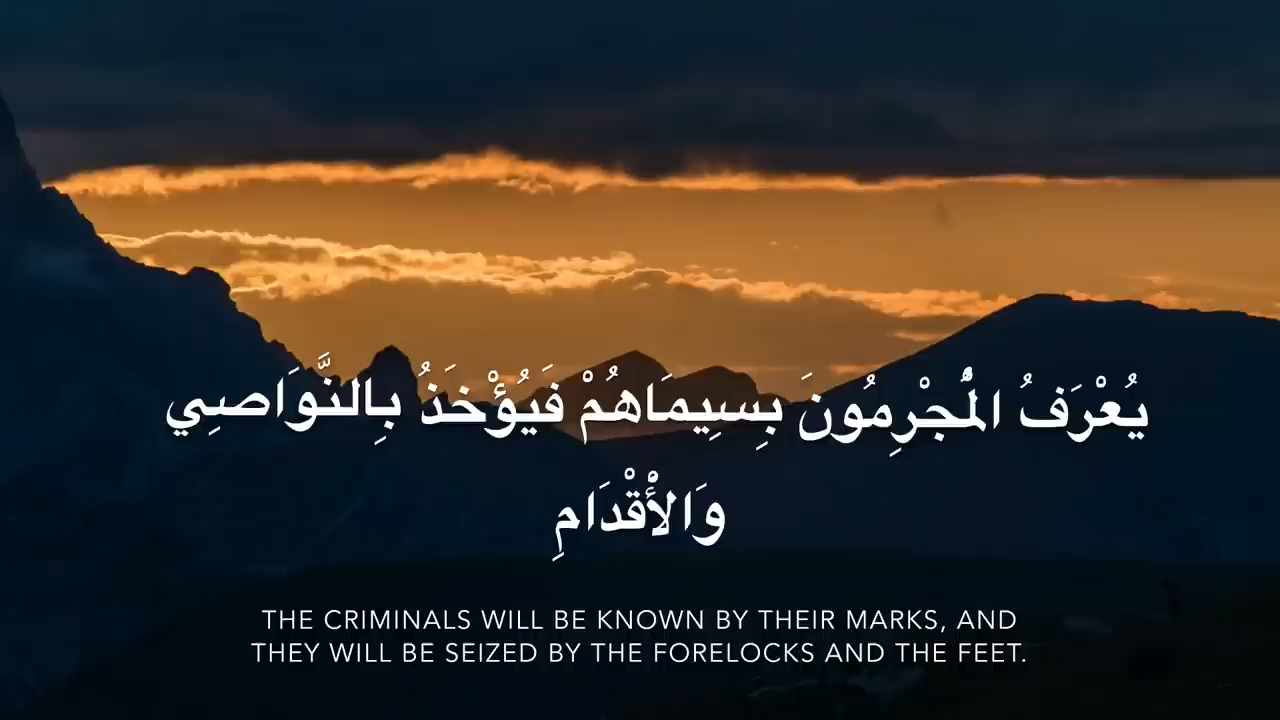 يُعْرَفُ الْمُجْرِمُونَ بِسِيمَاهُمْ فَيُؤْخَذُ بِالنَّوَاصِي
وَالْأَقْدَامِ
THE CRIMINALS WILL BE KNOWN BY THEIR MARKS, AND
THEY WILL BE SEIZED BY THE FORELOCKS AND THE FEET.